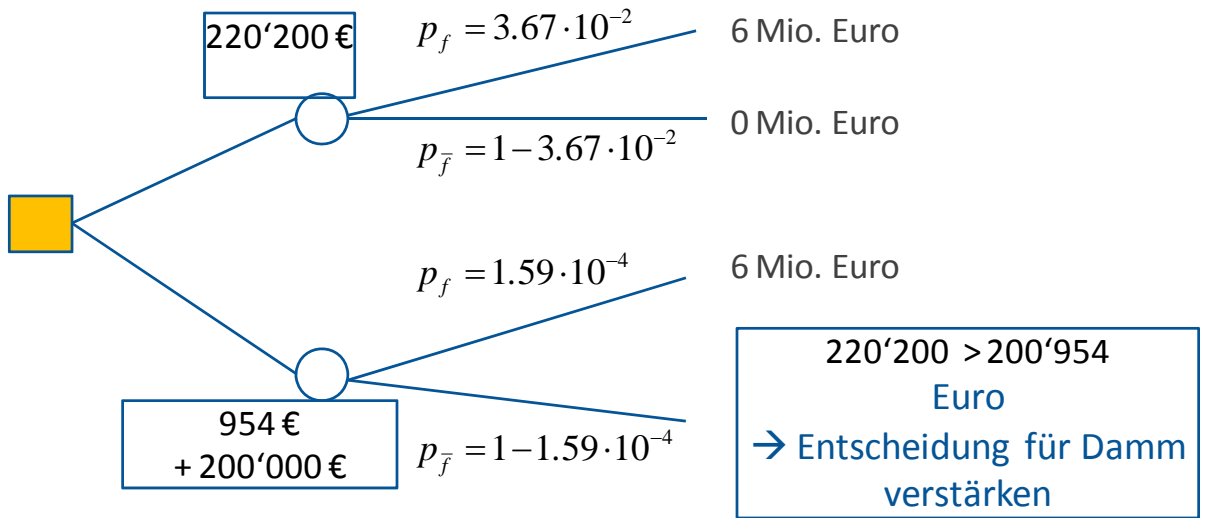 220‘200 €
p_f = 3.67·10⁻²
6 Mio. Euro
0 Mio. Euro
p_f̄ = 1−3.67·10⁻²
p_f = 1.59·10⁻⁴
6 Mio. Euro
954 €
+ 200‘000 €
p_f̄ = 1−1.59·10⁻⁴
220‘200 > 200‘954
Euro
→ Entscheidung für Damm
verstärken